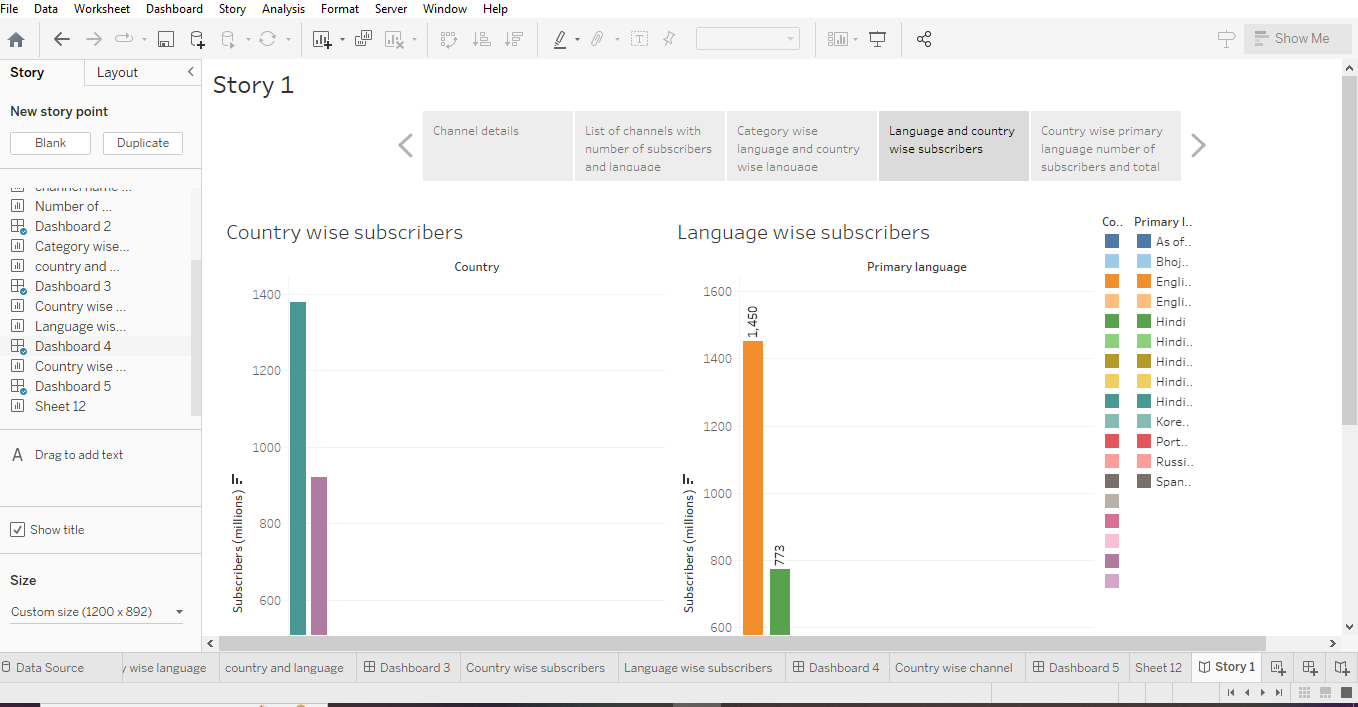 File Data Worksheet Dashboard Story Analysis Format Server Window Help
Show Me
Story Layout
New story point
Blank Duplicate
channel name ...
Number of ...
Dashboard 2
Category wise...
country and ...
Dashboard 3
Country wise ...
Language wis...
Dashboard 4
Country wise ...
Dashboard 5
Sheet 12
A Drag to add text
Show title
Size
Custom size (1200 x 892)
Story 1
Channel details
List of channels with
number of subscribers
and language
Category wise
language and country
wise language
Language and country
wise subscribers
Country wise primary
language number of
subscribers and total
Country wise subscribers
Country
1400
1200
1000
800
600
Subscribers (millions)
Language wise subscribers
Primary language
1600
1400
1200
1000
800
600
Subscribers (millions)
1,450
773
Co.. Primary l..
As of..
Bhoj..
Engli..
Engli..
Hindi
Hindi..
Hindi..
Hindi..
Hindi..
Kore..
Port..
Russi..
Span..
Data Source wise language country and language Dashboard 3 Country wise subscribers Language wise subscribers Dashboard 4 Country wise channel Dashboard 5 Sheet 12 Story 1